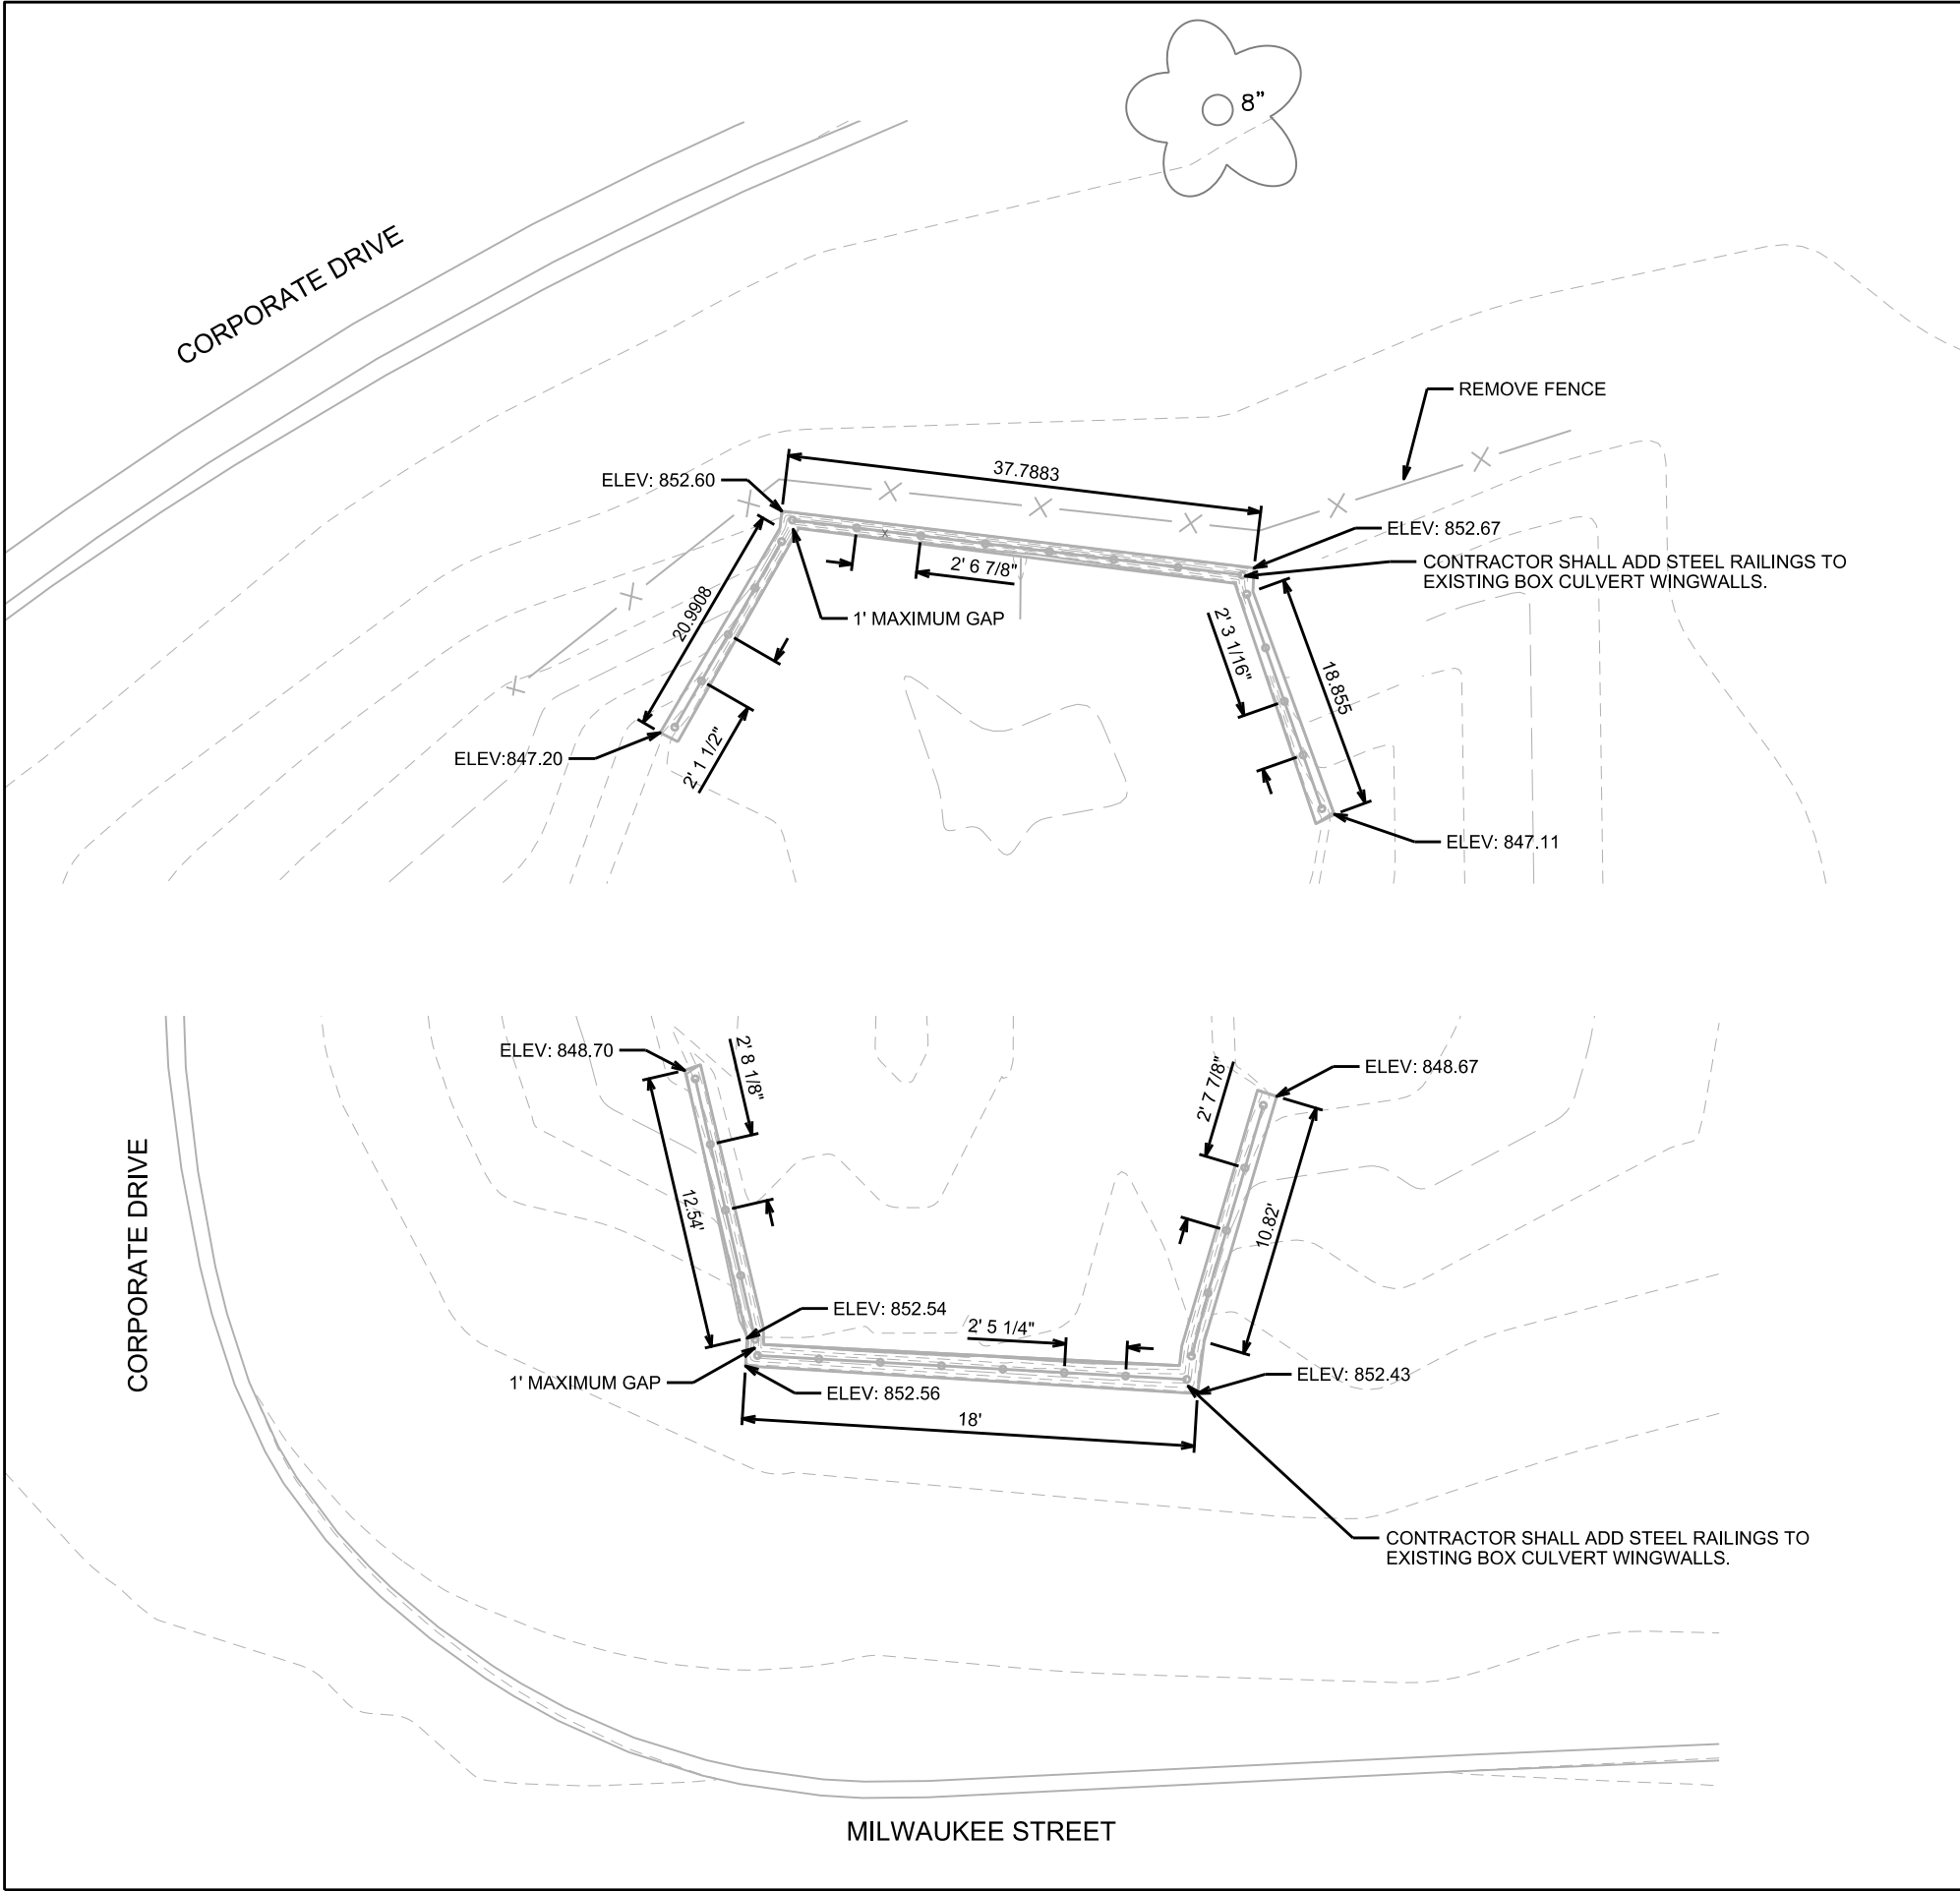 8”
CORPORATE DRIVE
REMOVE FENCE
37.7883
ELEV: 852.60
ELEV: 852.67
CONTRACTOR SHALL ADD STEEL RAILINGS TO
EXISTING BOX CULVERT WINGWALLS.
2' 6 7/8"
20.9908
1' MAXIMUM GAP
2' 3 1/16"
18.855
ELEV:847.20
2' 1 1/2"
ELEV: 847.11
ELEV: 848.70
2' 8 1/8"
2' 7 7/8"
ELEV: 848.67
CORPORATE DRIVE
12.54'
10.82'
ELEV: 852.54
2' 5 1/4"
1' MAXIMUM GAP
ELEV: 852.56
ELEV: 852.43
18'
CONTRACTOR SHALL ADD STEEL RAILINGS TO
EXISTING BOX CULVERT WINGWALLS.
MILWAUKEE STREET